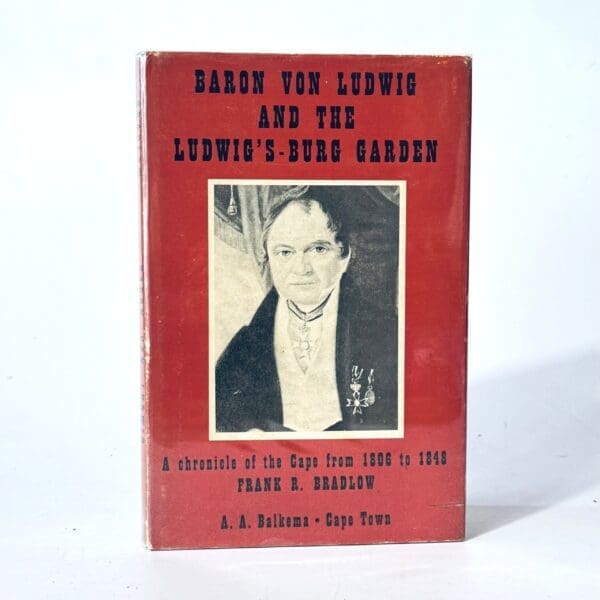 BARON VON LUDWIG
AND THE
LUDWIG'S-BURG GARDEN
A chronicle of the Cape from 1806 to 1848
FRANK R. BRADLOW
A. A. Balkema • Cape Town